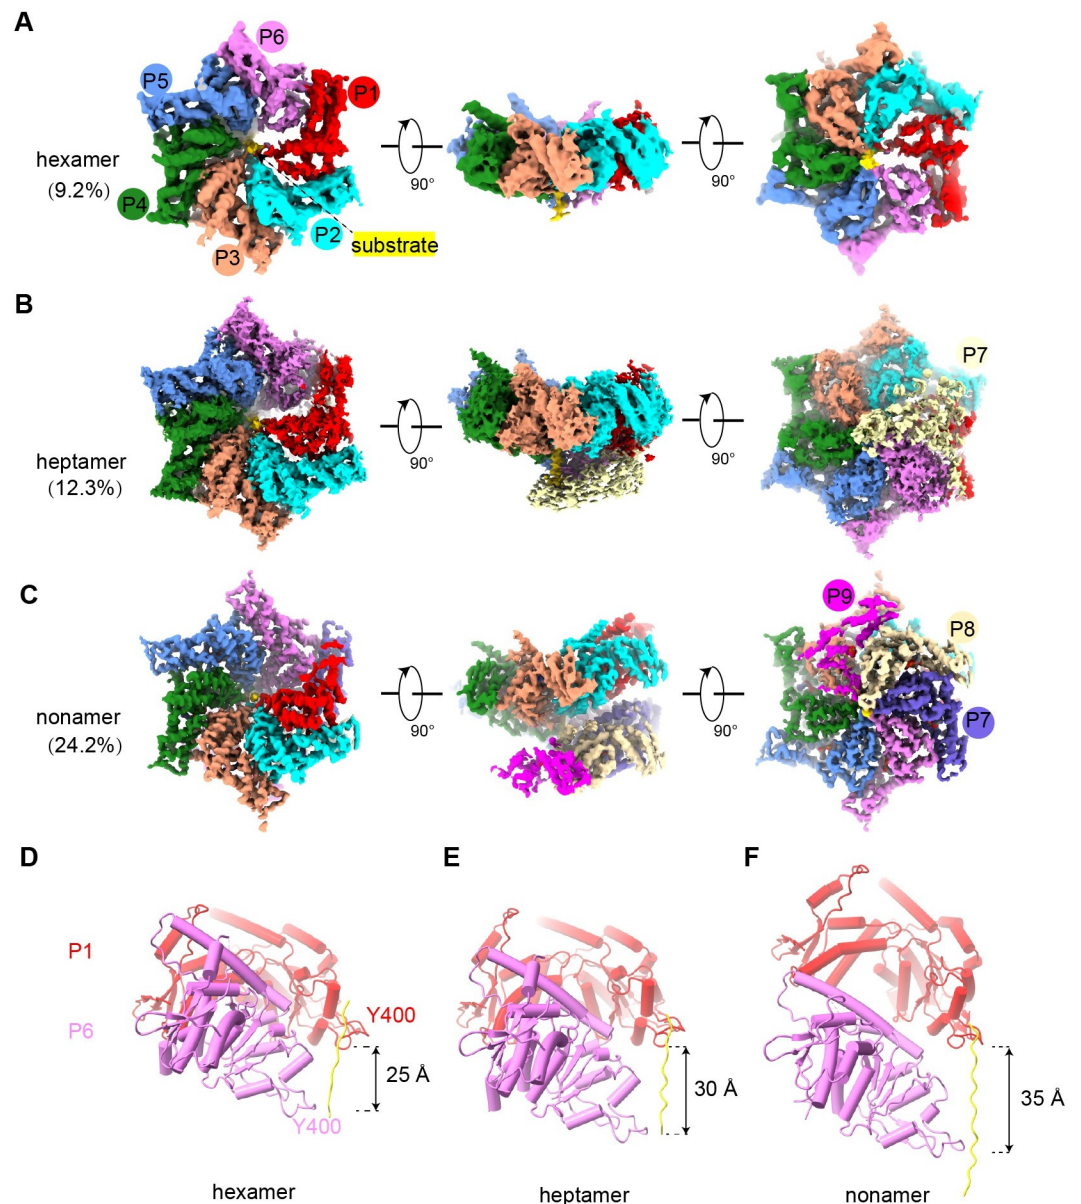 A
P6
P5
P1
hexamer
(9.2%)
90°
90°
P4
P2
substrate
P3
B
P7
heptamer
(12.3%)
90°
90°
C
P9
P8
nonamer
(24.2%)
90°
90°
P7
D
E
F
P1
Y400
P6
25 Å
30 Å
35 Å
Y400
hexamer
heptamer
nonamer